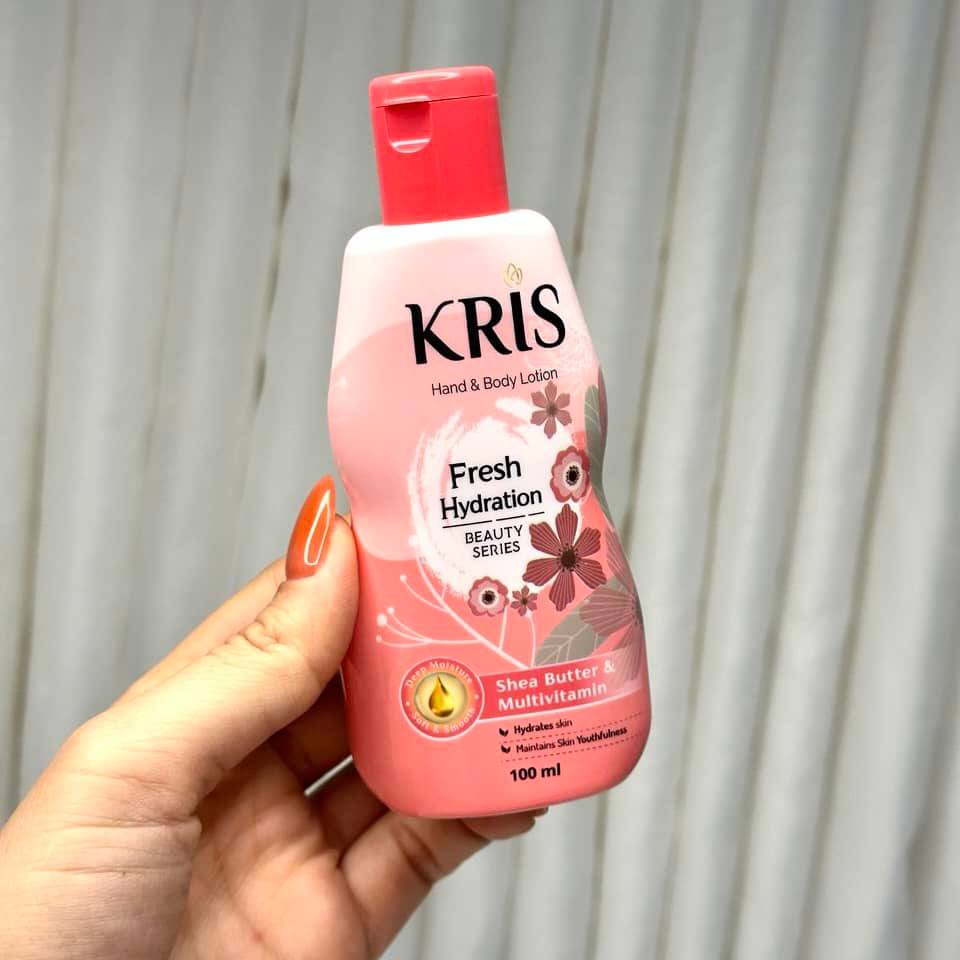 KRIS
Hand & Body Lotion
Fresh
Hydration
BEAUTY
SERIES
Deep Moisture
Soft & Smooth
Shea Butter &
Multivitamin
Hydrates skin
Maintains Skin Youthfulness
100 ml